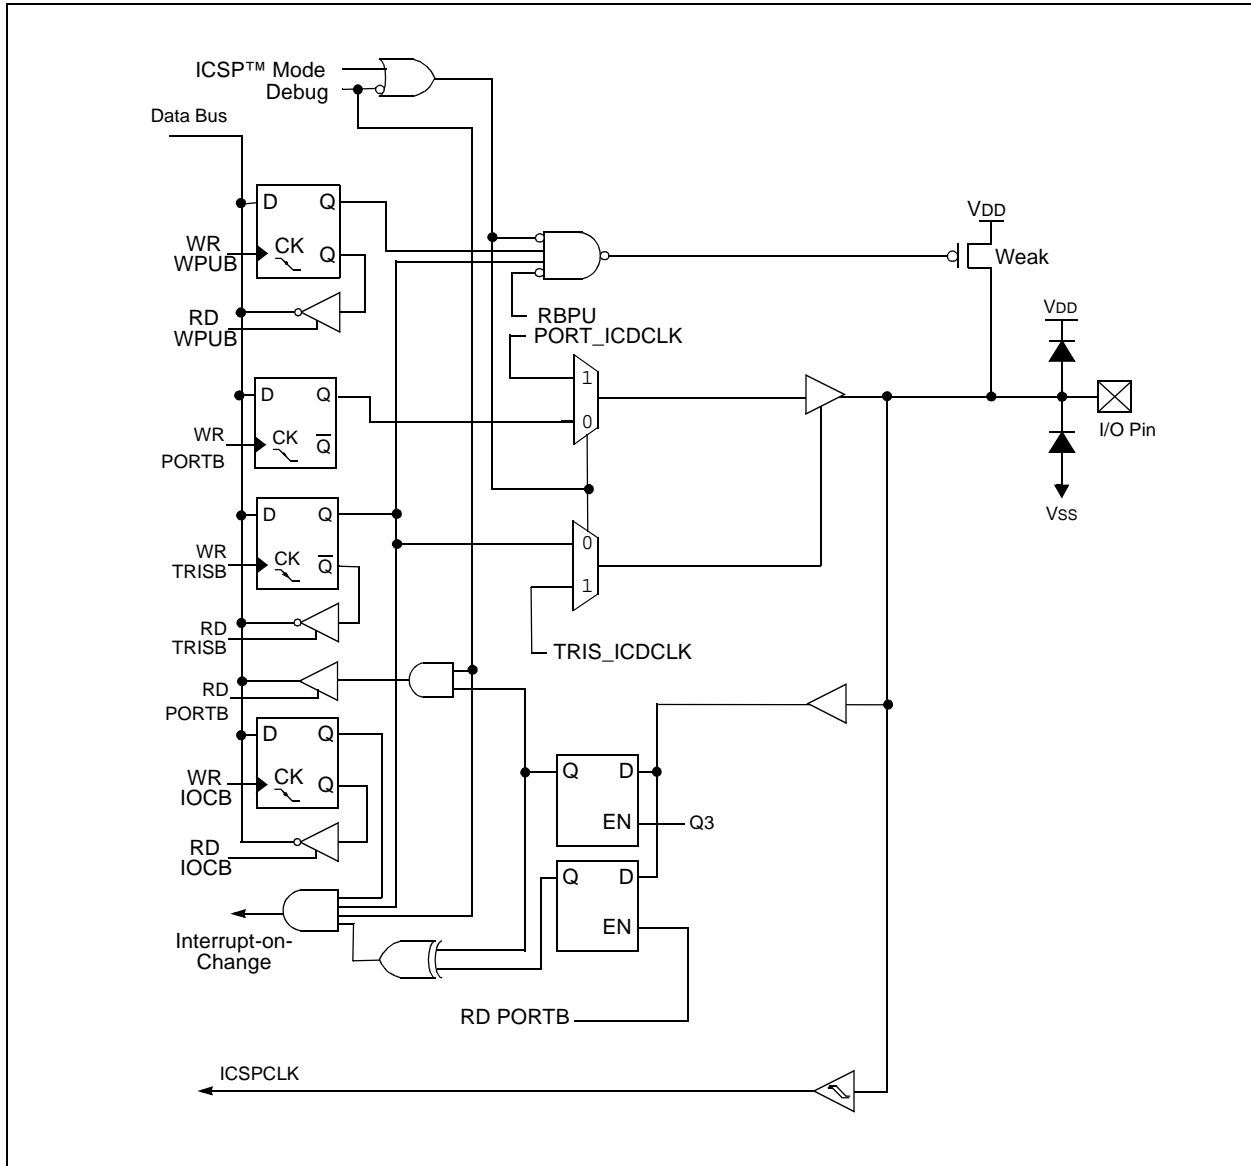 ICSP™ Mode
Debug
Data Bus
D Q
WR
WPUB
CK
Q
RD
WPUB
VDD
Weak
RBPU
PORT_ICDCLK
1
0
VDD
D Q
WR
PORTB
CK
Q̅
I/O Pin
VSS
D Q
WR
TRISB
CK
Q̅
0
1
RD
TRISB
TRIS_ICDCLK
RD
PORTB
D Q
WR
IOCB
CK
Q
Q D
EN
Q3
RD
IOCB
Q D
EN
Interrupt-on-
Change
RD PORTB
ICSPCLK